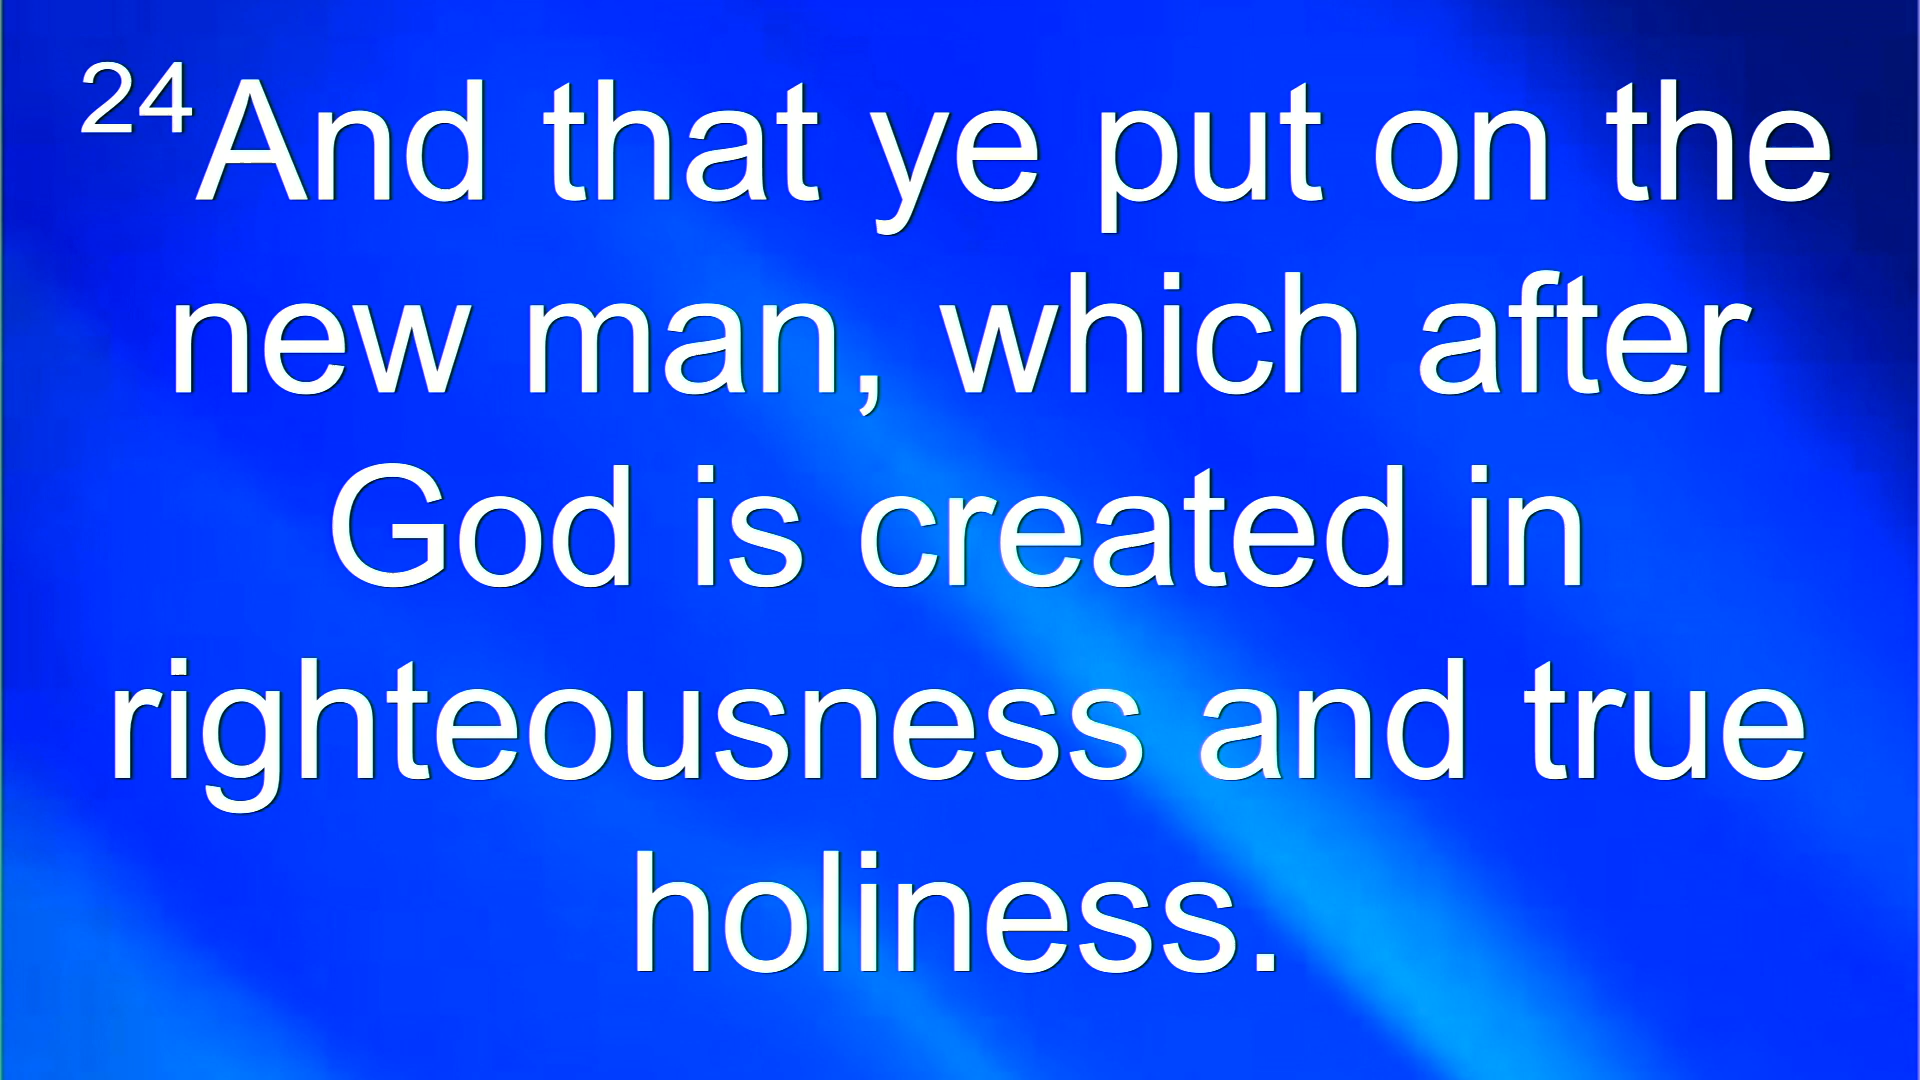 24And that ye put on the
new man, which after
God is created in
righteousness and true
holiness.